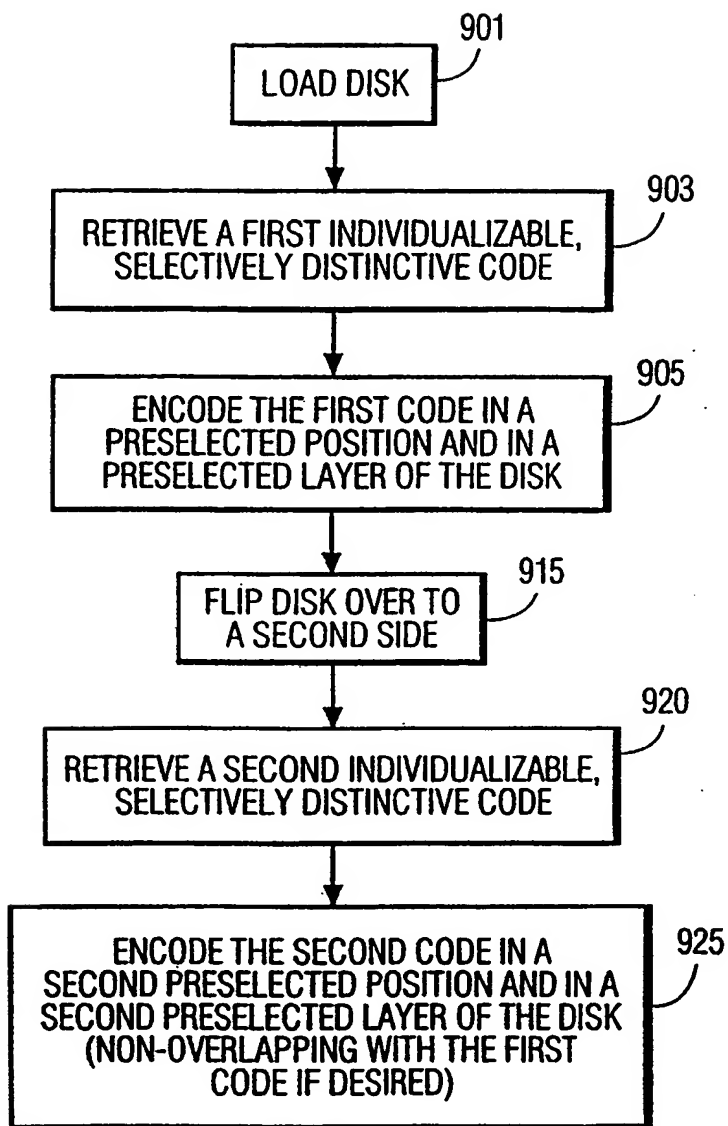 901
LOAD DISK
903
RETRIEVE A FIRST INDIVIDUALIZABLE,
SELECTIVELY DISTINCTIVE CODE
905
ENCODE THE FIRST CODE IN A
PRESELECTED POSITION AND IN A
PRESELECTED LAYER OF THE DISK
915
FLIP DISK OVER TO
A SECOND SIDE
920
RETRIEVE A SECOND INDIVIDUALIZABLE,
SELECTIVELY DISTINCTIVE CODE
925
ENCODE THE SECOND CODE IN A
SECOND PRESELECTED POSITION AND IN A
SECOND PRESELECTED LAYER OF THE DISK
(NON-OVERLAPPING WITH THE FIRST
CODE IF DESIRED)